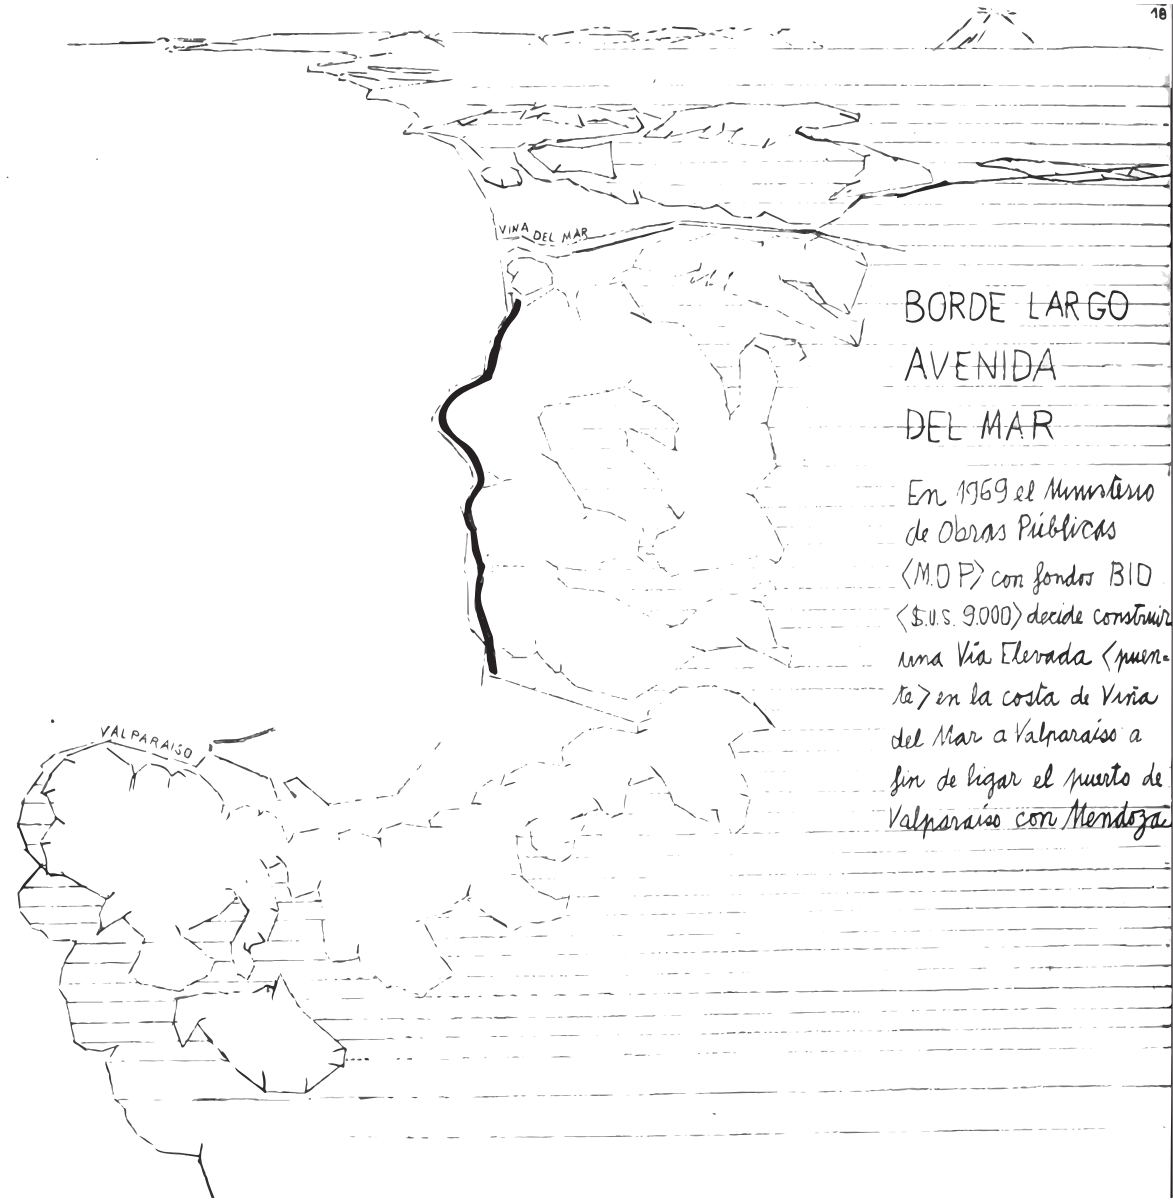 18
VIÑA DEL MAR
BORDE LARGO
AVENIDA
DEL MAR
En 1969 el Ministerio
de Obras Públicas
<M.O P> con fondos BID
<$.U.S. 9.000> decide construir
una Vía Elevada <puen-
te> en la costa de Viña
del Mar a Valparaíso a
fin de ligar el puerto de
Valparaíso con Mendoza
VALPARAISO